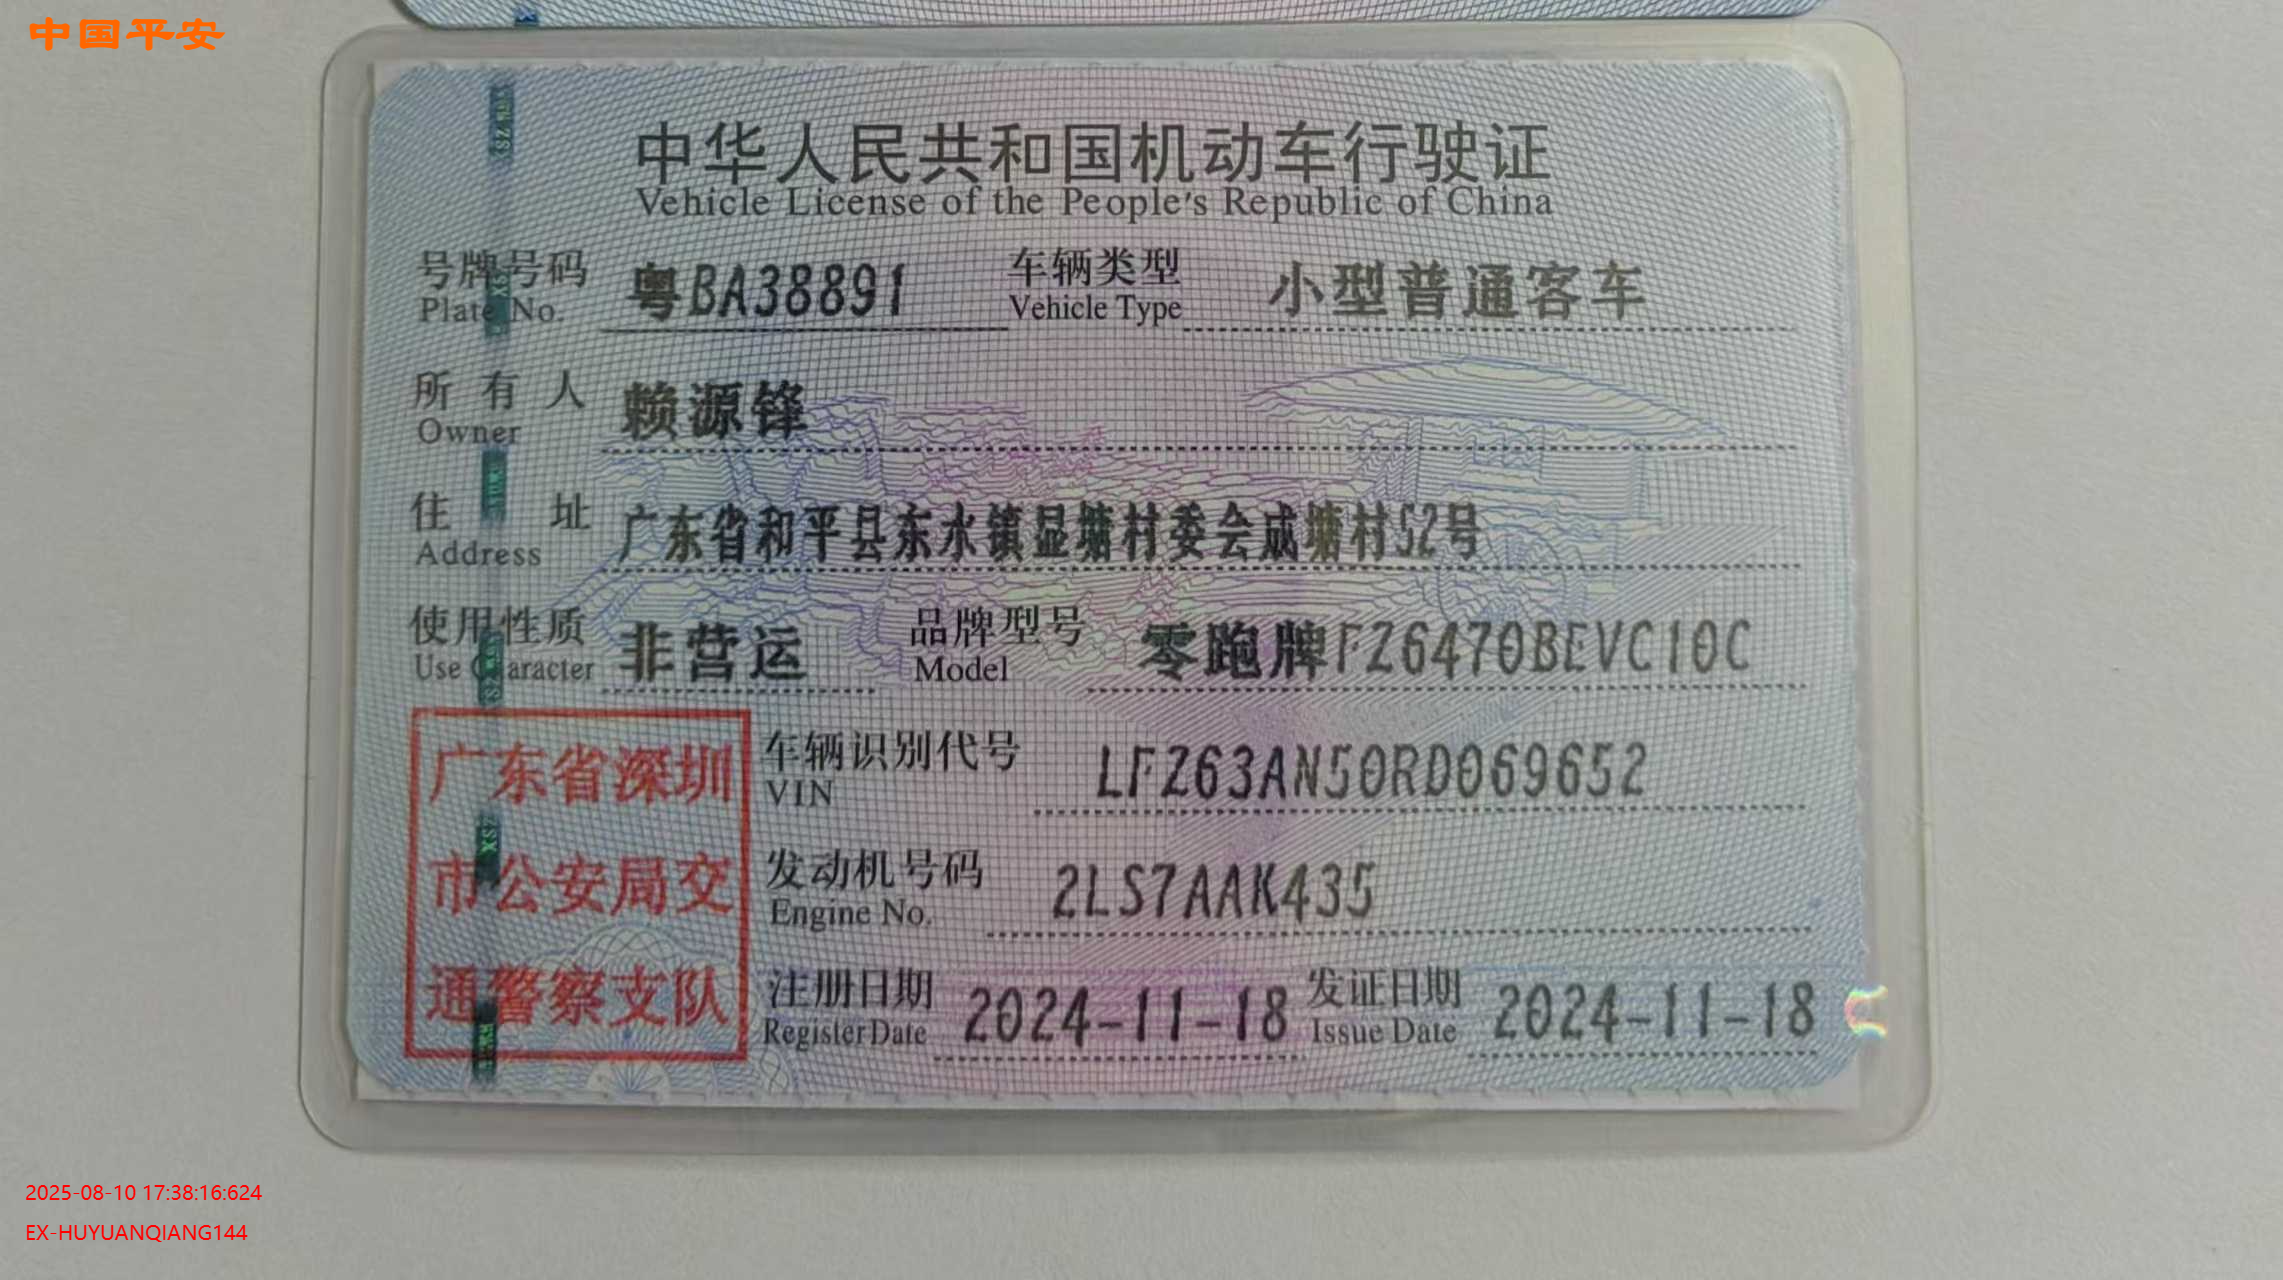 中国平安
中华人民共和国机动车行驶证
Vehicle License of the People's Republic of China
号牌号码 粤BA38891 车辆类型 小型普通客车
Plate No. Vehicle Type
所有人 赖源锋
Owner
住址 广东省和平县东水镇显塘村委会成塘村52号
Address
使用性质 非营运 品牌型号 零跑牌FZ6470BEVC10C
Use Character Model
广东省深圳
市公安局交
通警察支队
车辆识别代号 LFZ63AN50RD069652
VIN
发动机号码 2LS7AAK435
Engine No.
注册日期 2024-11-18 发证日期 2024-11-18
Register Date Issue Date
2025-08-10 17:38:16:624
EX-HUYUANQIANG144